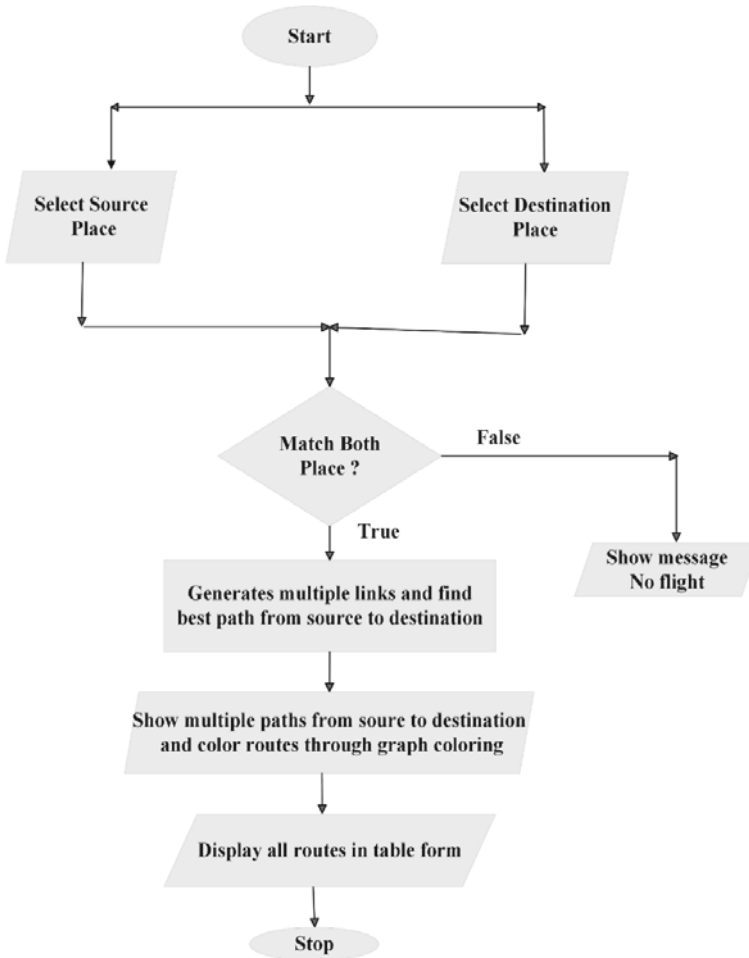 Start
Select Source
Place
Select Destination
Place
Match Both
Place ?
False
True
Show message
No flight
Generates multiple links and find
best path from source to destination
Show multiple paths from soure to destination
and color routes through graph coloring
Display all routes in table form
Stop